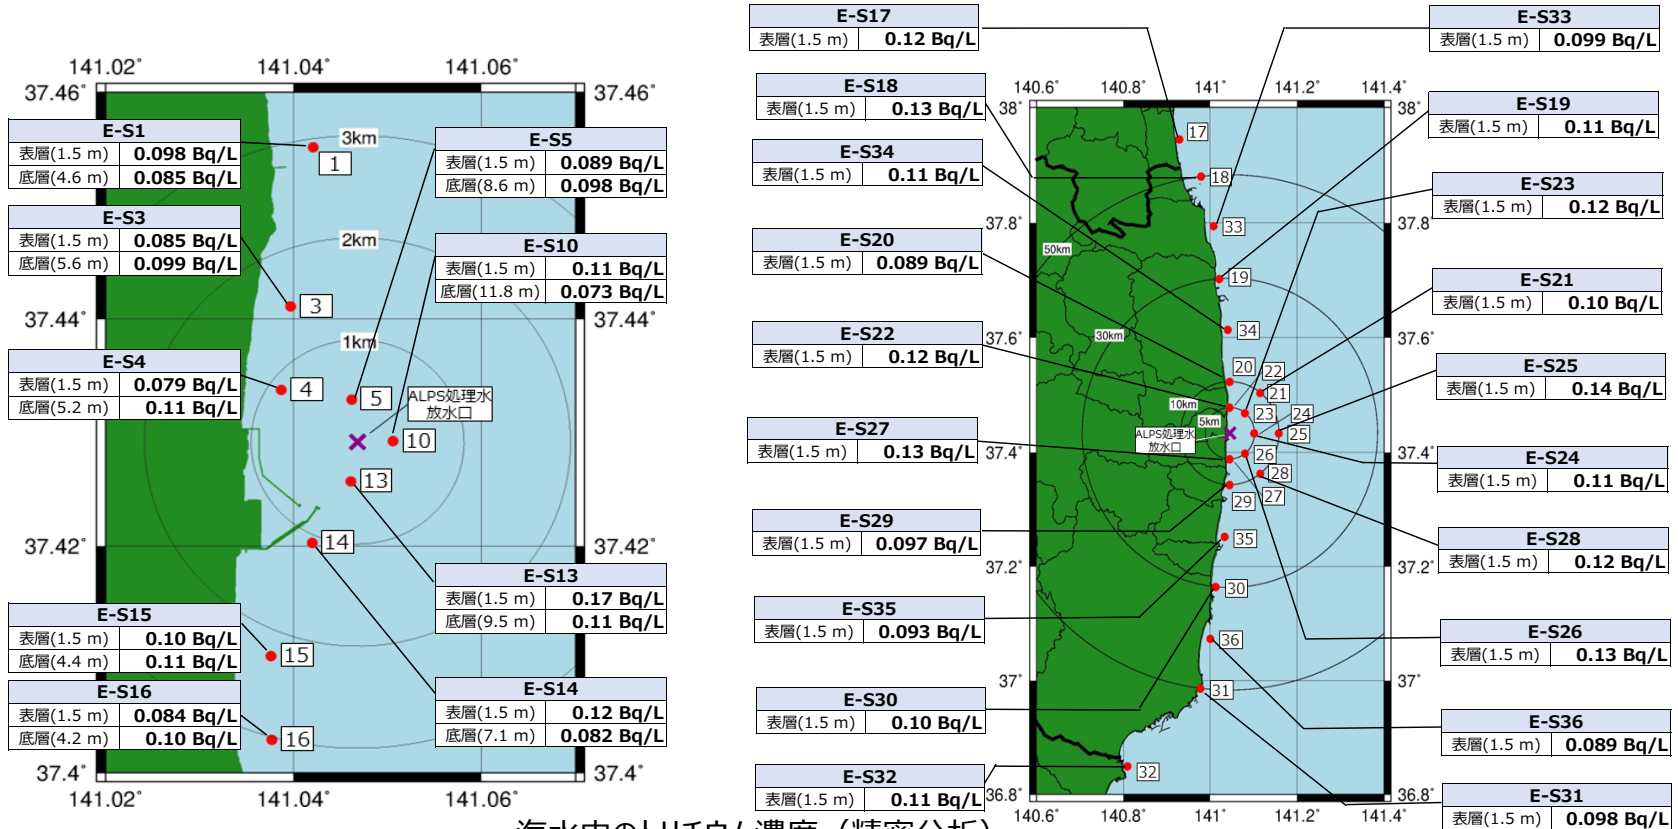 141.02°
141.04°
141.06°
37.46°
37.46°
E-S1
表層(1.5 m) 0.098 Bq/L
底層(4.6 m) 0.085 Bq/L
3km
1
E-S5
表層(1.5 m) 0.089 Bq/L
底層(8.6 m) 0.098 Bq/L
E-S3
表層(1.5 m) 0.085 Bq/L
底層(5.6 m) 0.099 Bq/L
2km
E-S10
表層(1.5 m) 0.11 Bq/L
底層(11.8 m) 0.073 Bq/L
3
37.44°
37.44°
1km
E-S4
表層(1.5 m) 0.079 Bq/L
底層(5.2 m) 0.11 Bq/L
4
5
ALPS処理水
放水口
10
13
14
37.42°
37.42°
E-S13
表層(1.5 m) 0.17 Bq/L
底層(9.5 m) 0.11 Bq/L
E-S15
表層(1.5 m) 0.10 Bq/L
底層(4.4 m) 0.11 Bq/L
15
E-S16
表層(1.5 m) 0.084 Bq/L
底層(4.2 m) 0.10 Bq/L
16
E-S14
表層(1.5 m) 0.12 Bq/L
底層(7.1 m) 0.082 Bq/L
37.4°
37.4°
141.02°
141.04°
141.06°
E-S17
表層(1.5 m) 0.12 Bq/L
E-S18
表層(1.5 m) 0.13 Bq/L
E-S34
表層(1.5 m) 0.11 Bq/L
E-S20
表層(1.5 m) 0.089 Bq/L
E-S22
表層(1.5 m) 0.12 Bq/L
E-S27
表層(1.5 m) 0.13 Bq/L
E-S29
表層(1.5 m) 0.097 Bq/L
E-S35
表層(1.5 m) 0.093 Bq/L
E-S30
表層(1.5 m) 0.10 Bq/L
E-S32
表層(1.5 m) 0.11 Bq/L
140.6°
140.8°
141°
141.2°
141.4°
38°
38°
17
18
37.8°
37.8°
33
50km
19
34
37.6°
37.6°
30km
20
22
21
10km
23
24
5km
25
ALPS処理水
放水口
37.4°
37.4°
26
28
27
29
35
37.2°
37.2°
30
36
37°
37°
31
32
36.8°
36.8°
140.6°
140.8°
141°
141.2°
141.4°
E-S33
表層(1.5 m) 0.099 Bq/L
E-S19
表層(1.5 m) 0.11 Bq/L
E-S23
表層(1.5 m) 0.12 Bq/L
E-S21
表層(1.5 m) 0.10 Bq/L
E-S25
表層(1.5 m) 0.14 Bq/L
E-S24
表層(1.5 m) 0.11 Bq/L
E-S28
表層(1.5 m) 0.12 Bq/L
E-S26
表層(1.5 m) 0.13 Bq/L
E-S36
表層(1.5 m) 0.089 Bq/L
E-S31
表層(1.5 m) 0.098 Bq/L
海水中のトリチウム濃度（精密分析）